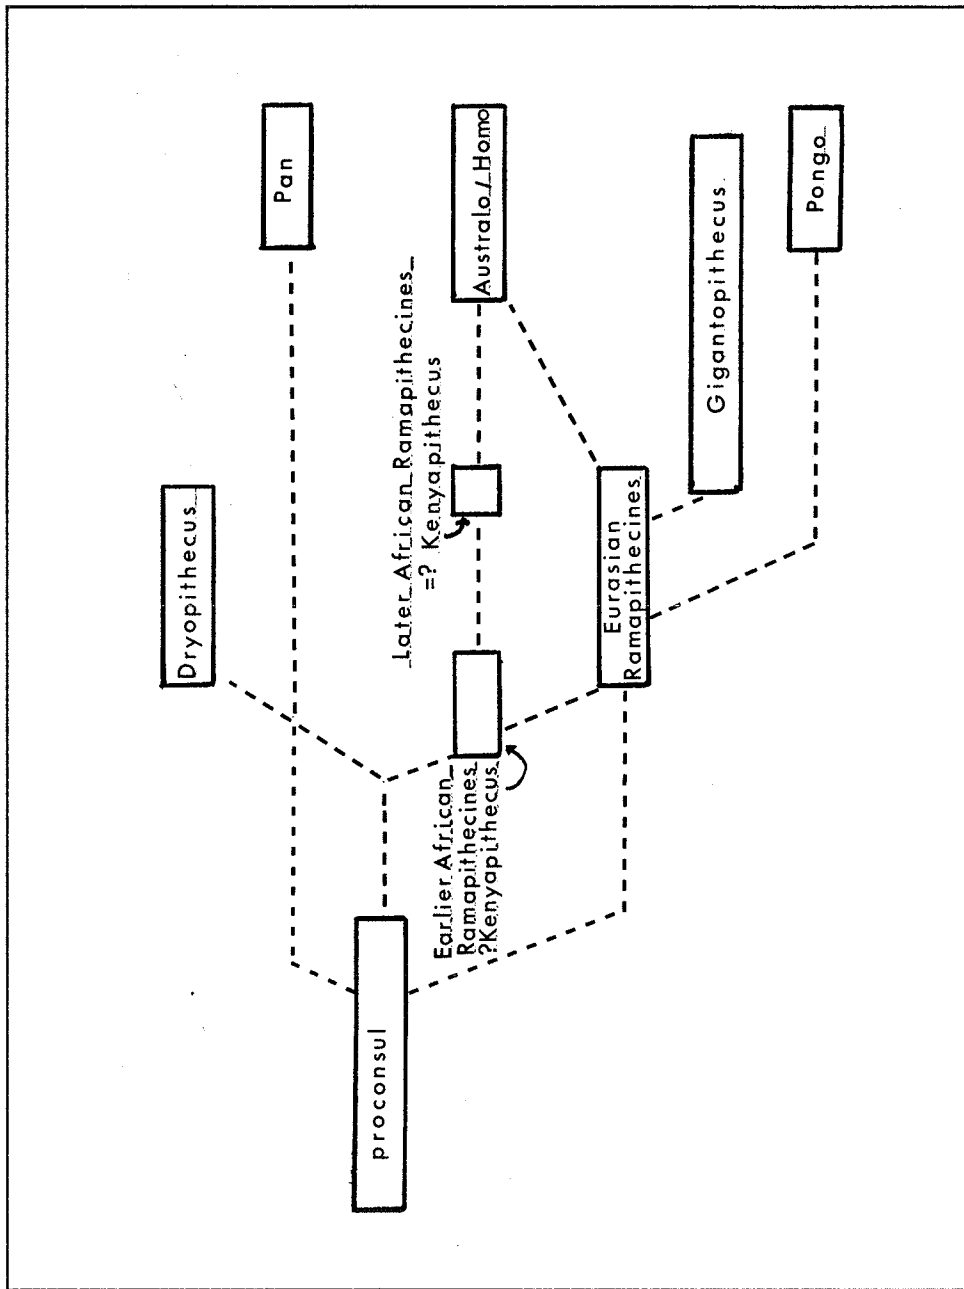 Pan
Dryopithecus
Later African Ramapithecines
=? Kenyapithecus
Australo/Homo
Earlier African
Ramapithecines
?Kenyapithecus
proconsul
Eurasian
Ramapithecines
Gigantopithecus
Pongo